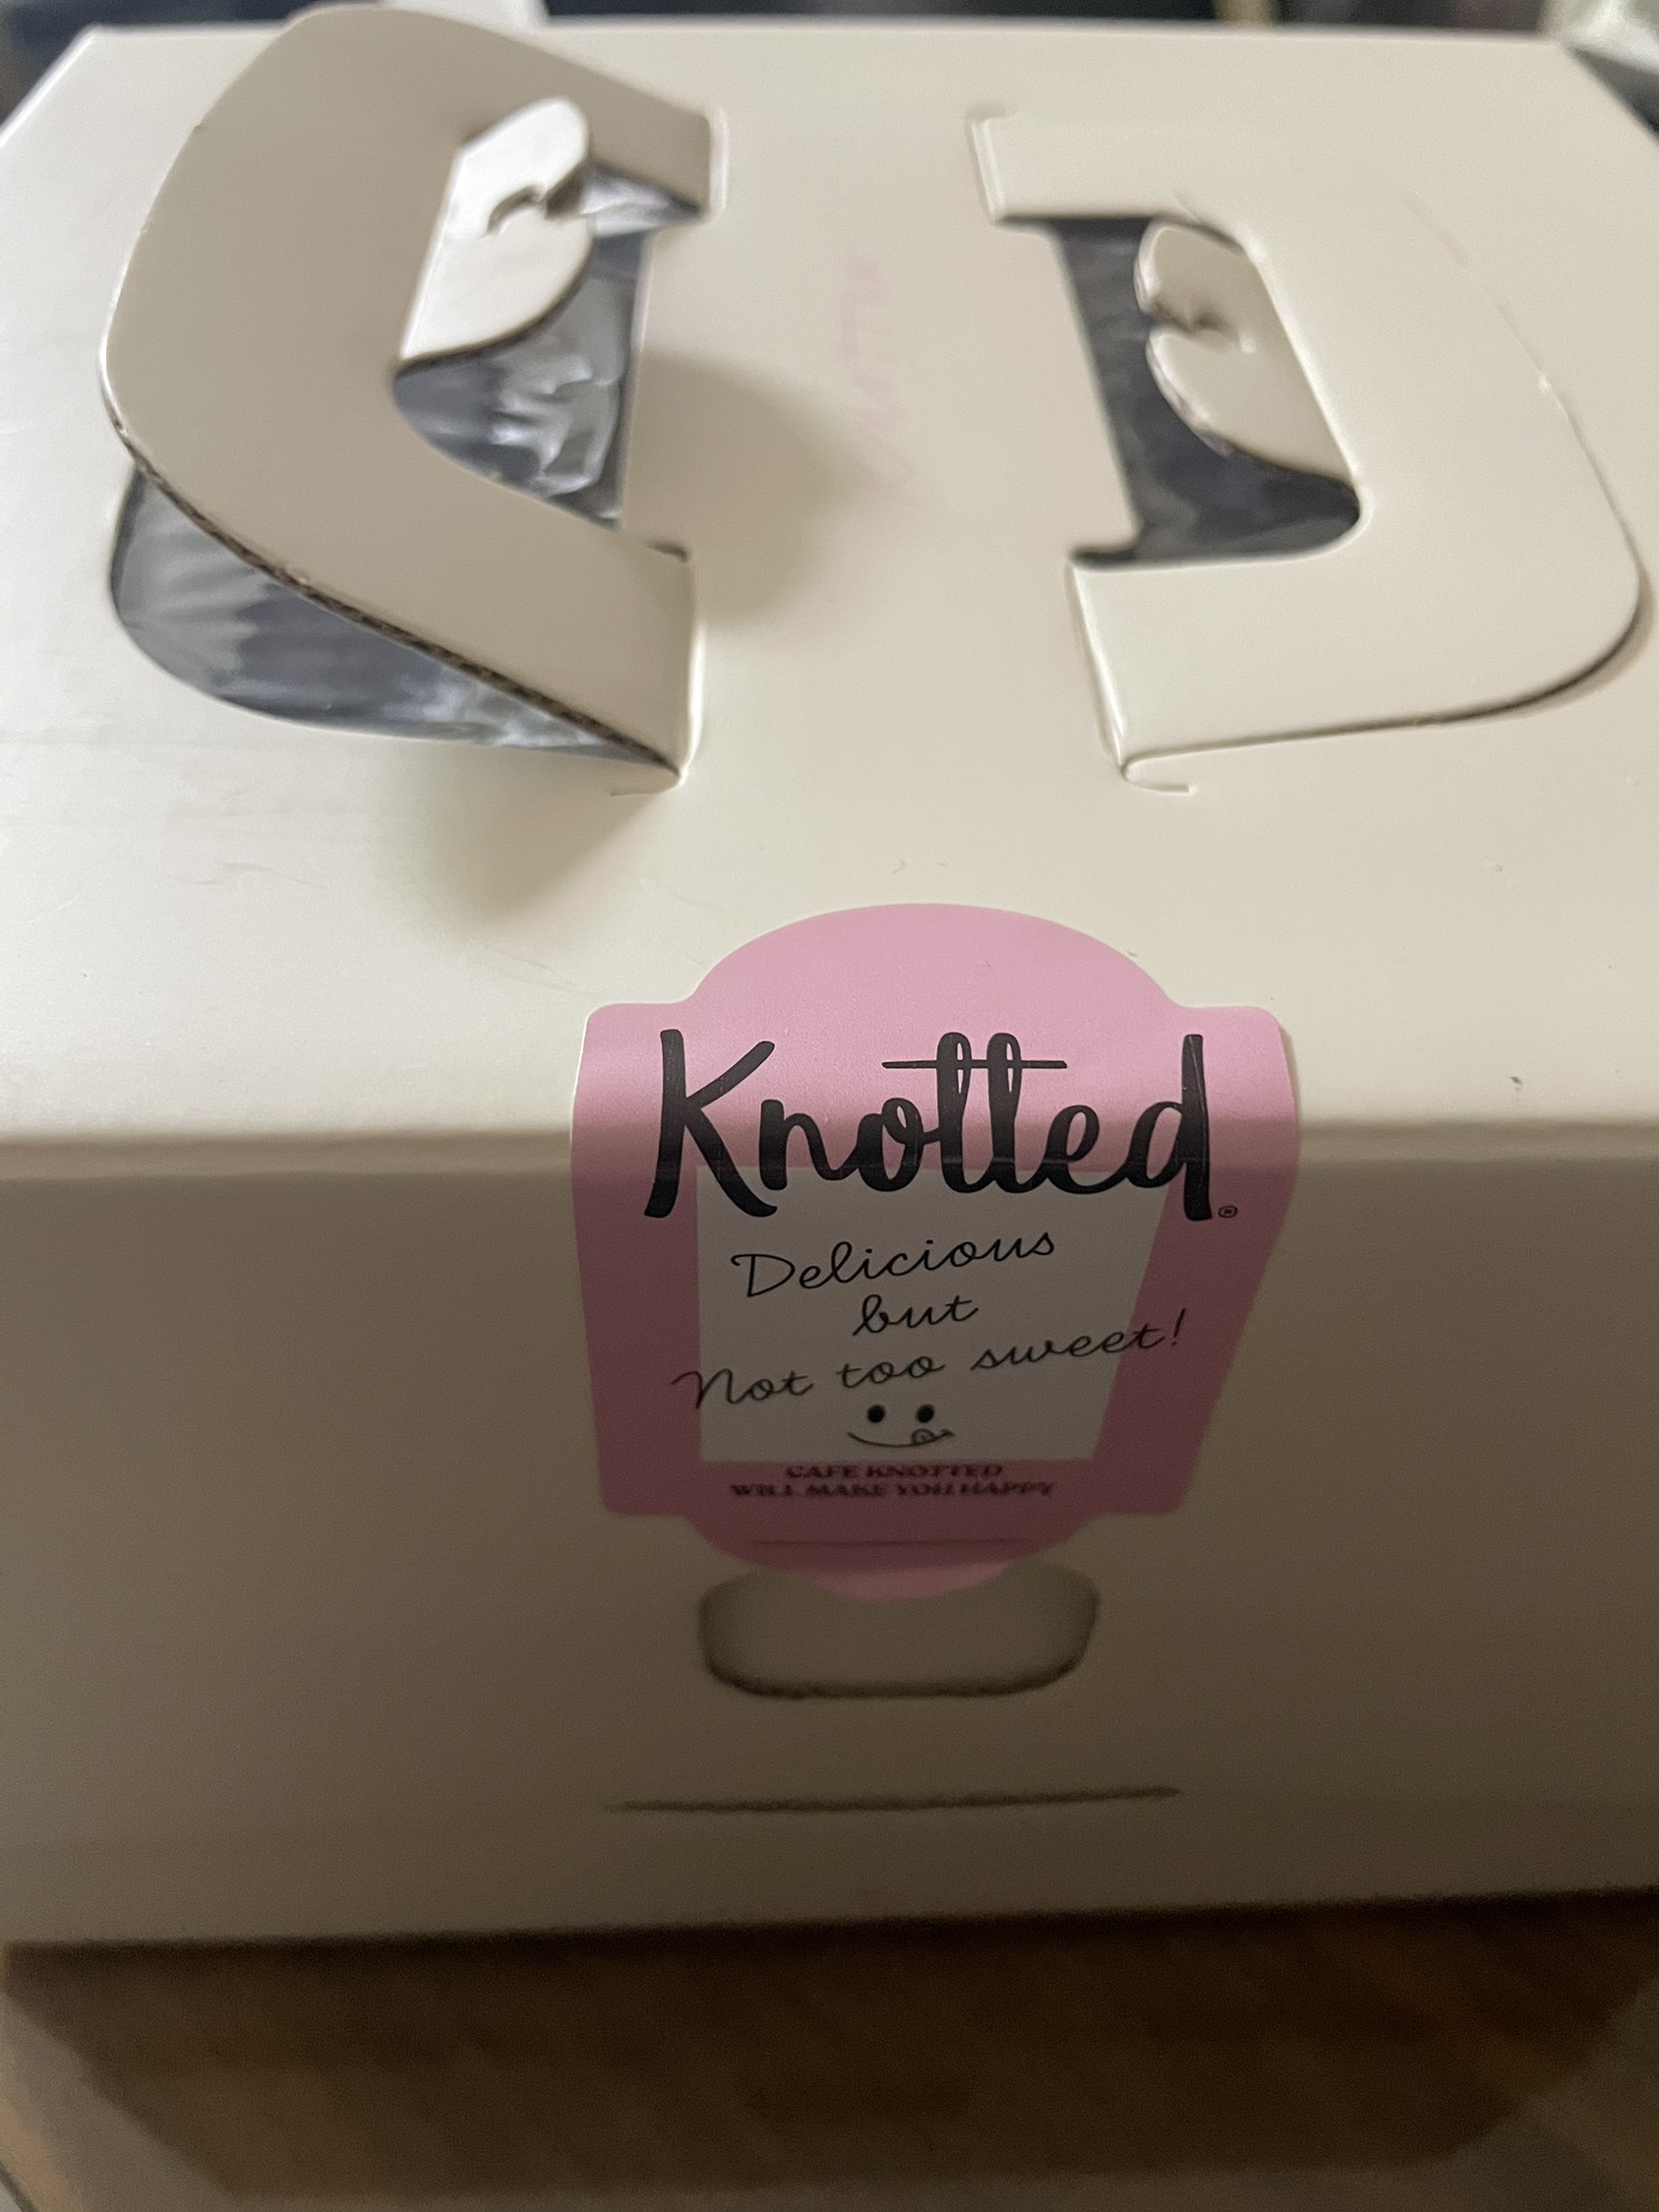 Knotted®
Delicious
but
Not too sweet!
CAFE KNOTTED
WILL MAKE YOU HAPPY